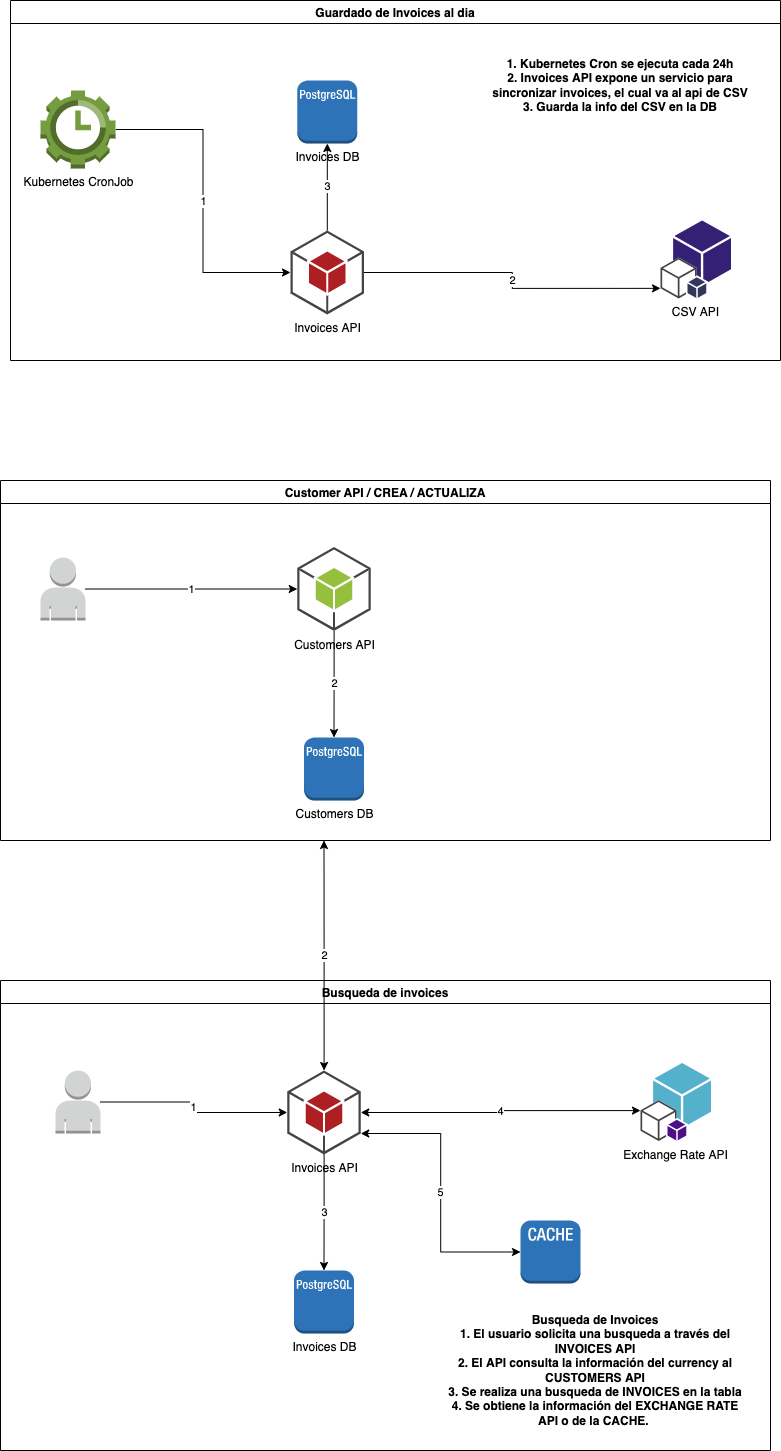 Guardado de Invoices al dia
1. Kubernetes Cron se ejecuta cada 24h
2. Invoices API expone un servicio para
sincronizar invoices, el cual va al api de CSV
3. Guarda la info del CSV en la DB
PostgreSQL
Invoices DB
Kubernetes CronJob
3
1
2
Invoices API
CSV API
Customer API / CREA / ACTUALIZA
1
Customers API
2
PostgreSQL
Customers DB
2
Busqueda de invoices
1
4
Invoices API
Exchange Rate API
5
3
CACHE
PostgreSQL
Invoices DB
Busqueda de Invoices
1. El usuario solicita una busqueda a través del
INVOICES API
2. El API consulta la información del currency al
CUSTOMERS API
3. Se realiza una busqueda de INVOICES en la tabla
4. Se obtiene la información del EXCHANGE RATE
API o de la CACHE.